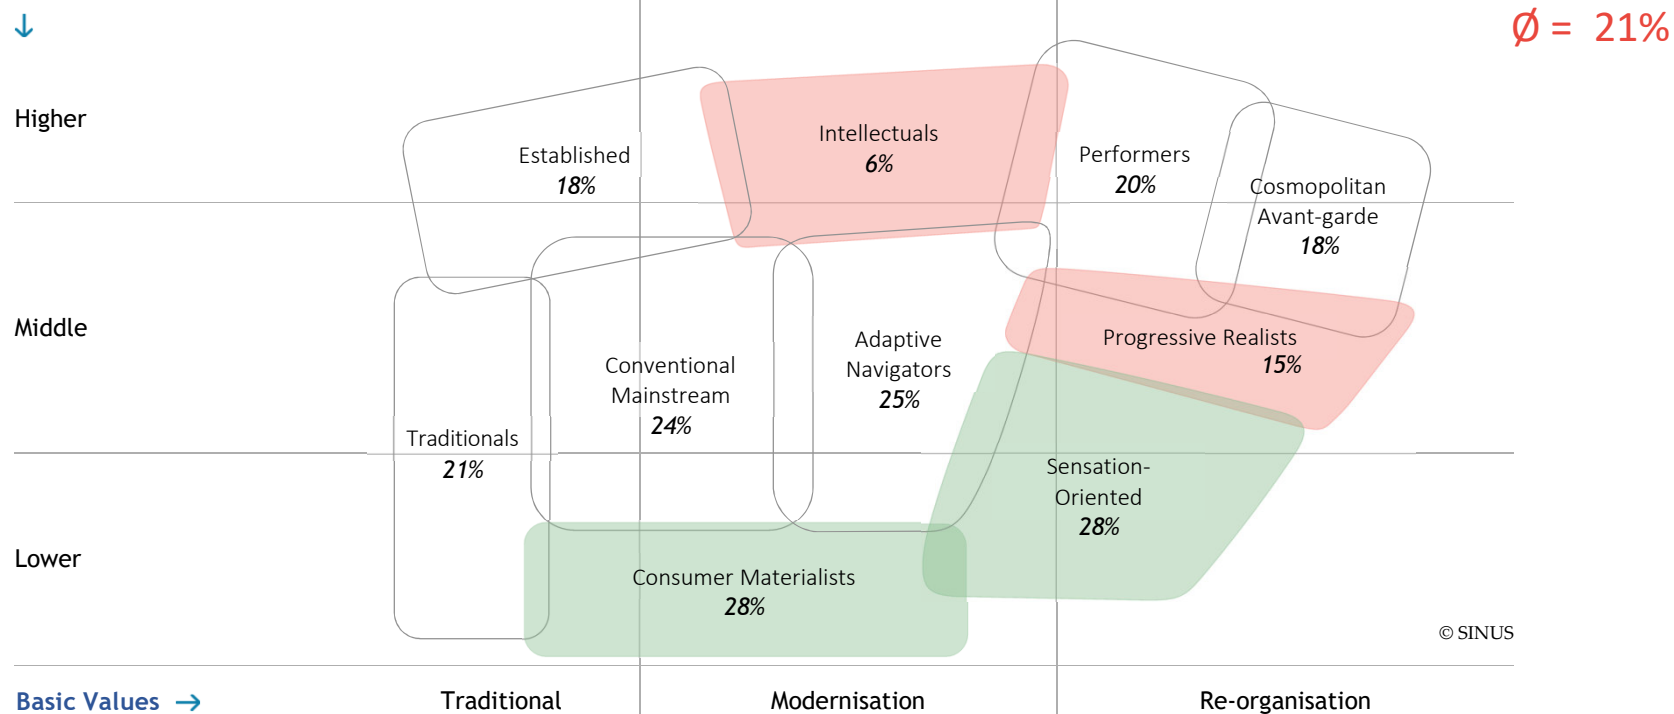 ↓
Ø = 21%
Higher
Established
18%
Intellectuals
6%
Performers
20%
Cosmopolitan
Avant-garde
18%
Middle
Traditionals
21%
Conventional
Mainstream
24%
Adaptive
Navigators
25%
Progressive Realists
15%
Sensation-
Oriented
28%
Lower
Consumer Materialists
28%
© SINUS
Basic Values →
Traditional
Modernisation
Re-organisation